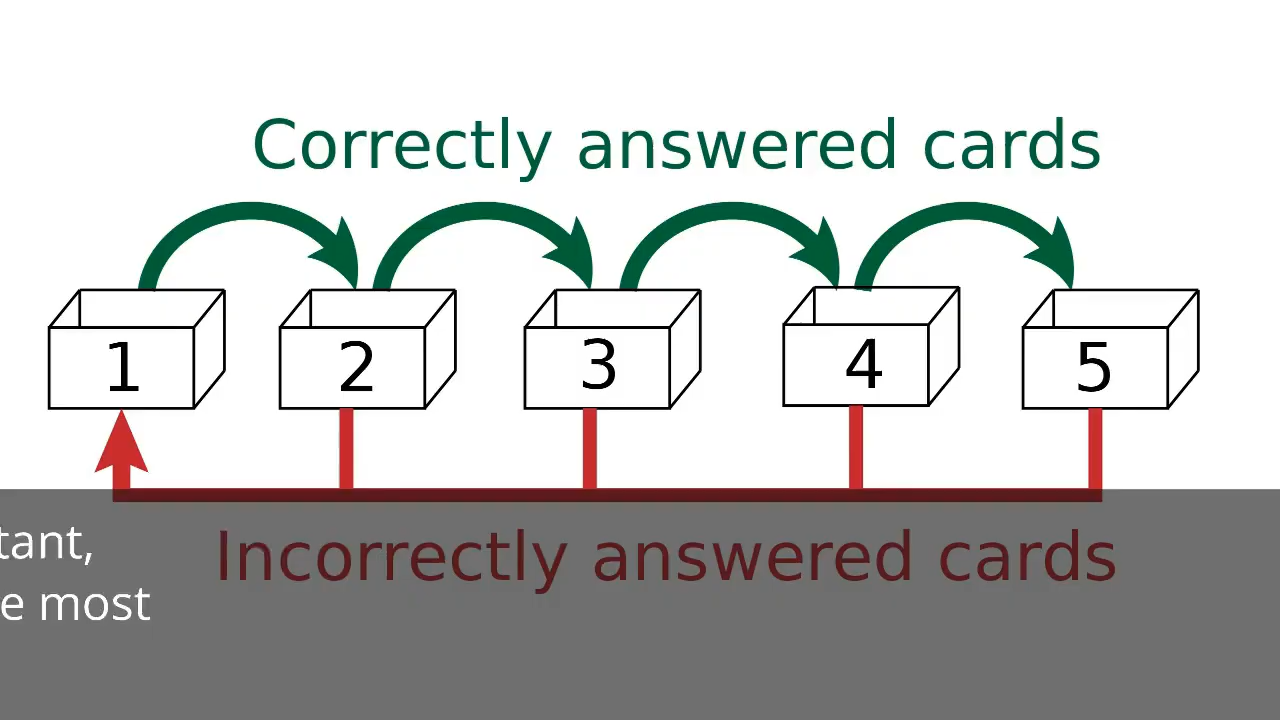 Correctly answered cards
1 2 3 4 5
tant,
Incorrectly answered cards
e most